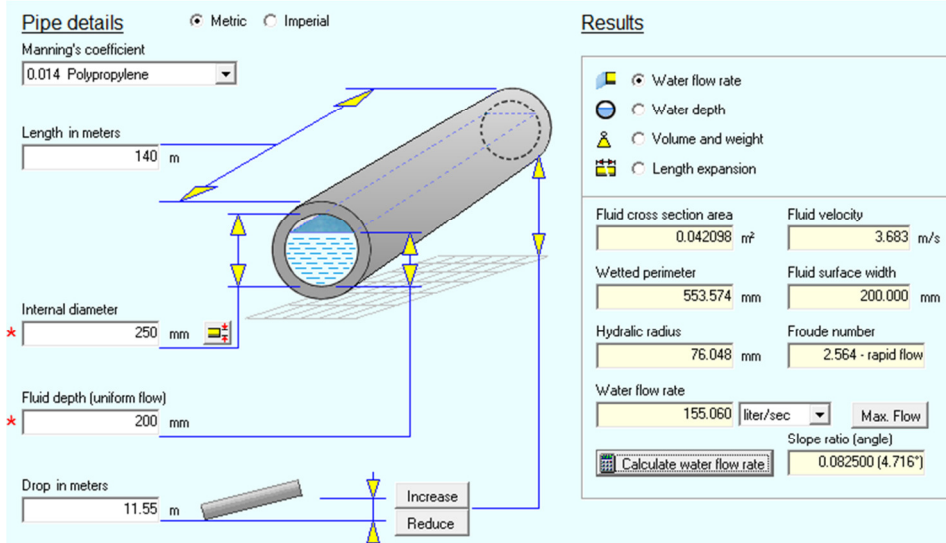 Pipe details
Metric
Imperial
Manning's coefficient
0.014 Polypropylene
Length in meters
140 m
Internal diameter
* 250 mm
Fluid depth (uniform flow)
* 200 mm
Drop in meters
11.55 m
Increase
Reduce
Results
Water flow rate
Water depth
Volume and weight
Length expansion
Fluid cross section area
0.042098 m²
Fluid velocity
3.683 m/s
Wetted perimeter
553.574 mm
Fluid surface width
200.000 mm
Hydralic radius
76.048 mm
Froude number
2.564 - rapid flow
Water flow rate
155.060 liter/sec
Max. Flow
Slope ratio (angle)
Calculate water flow rate
0.082500 (4.716°)